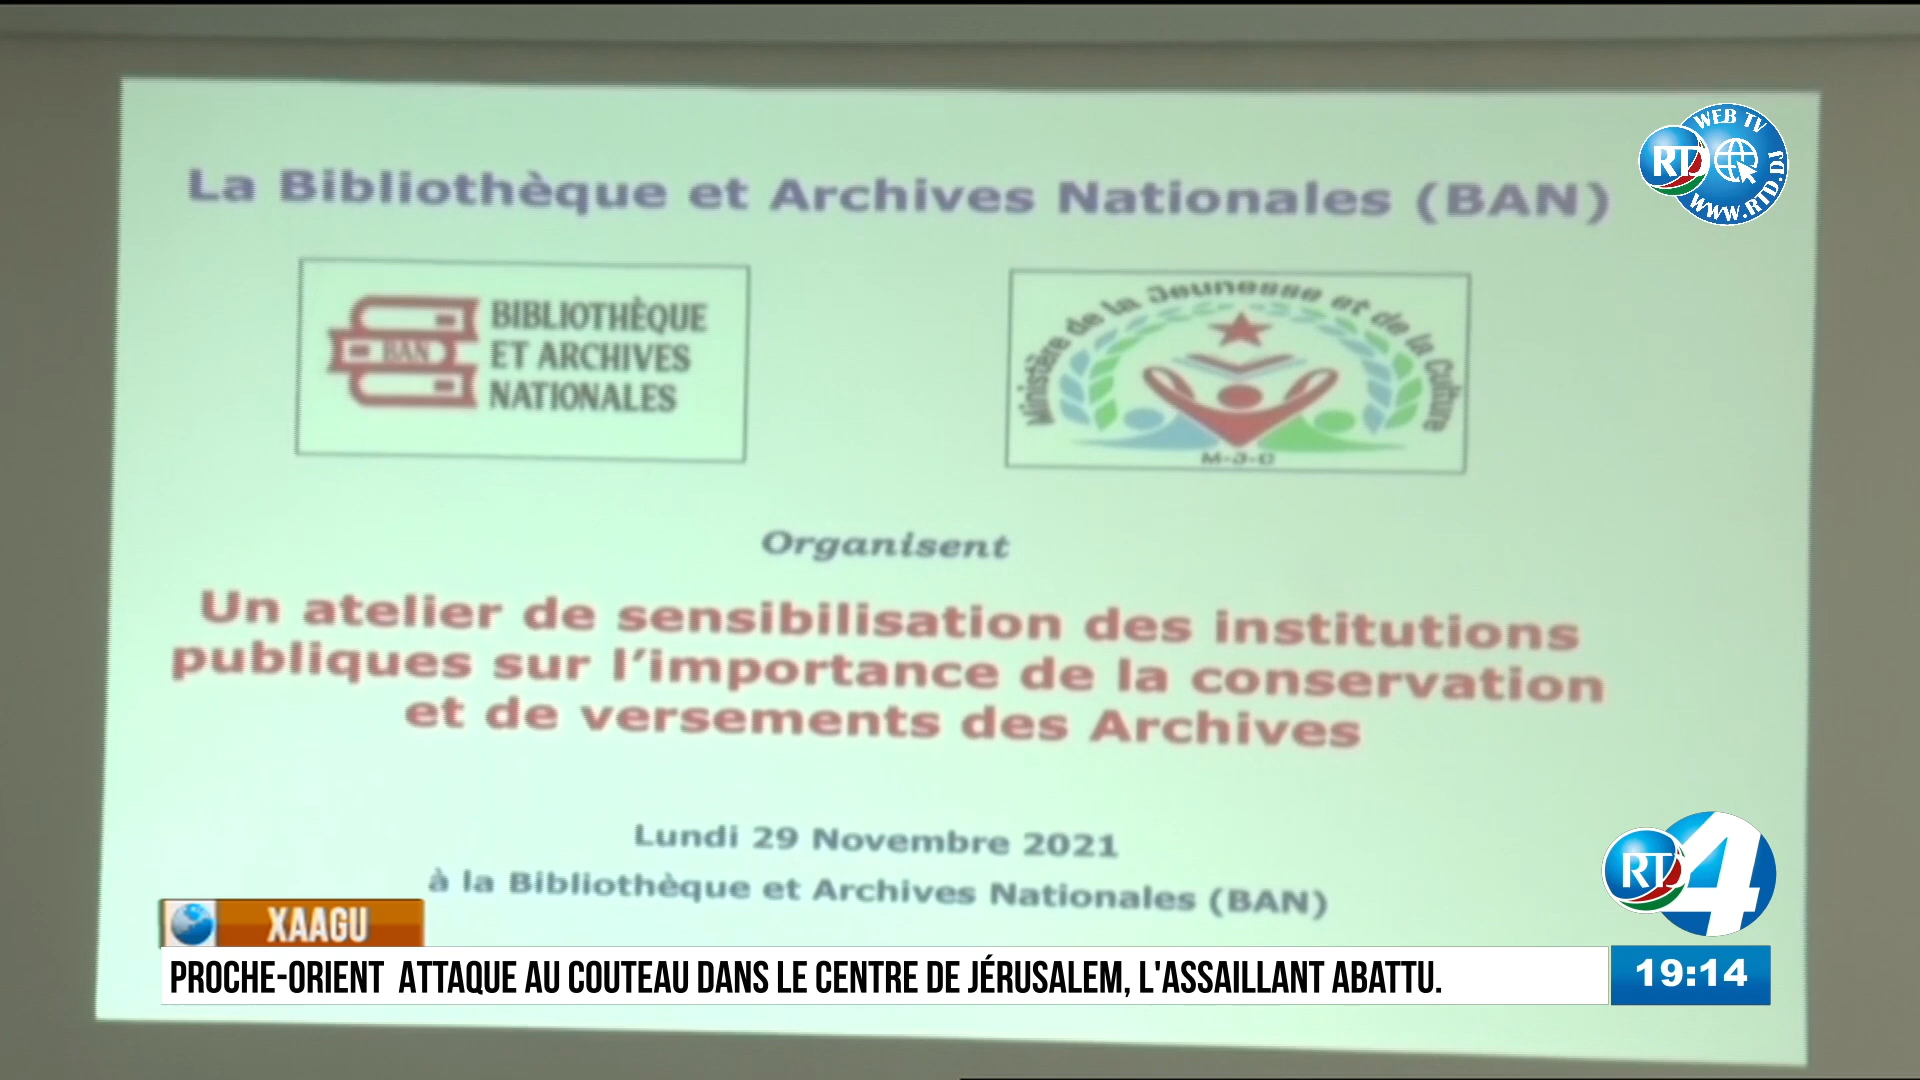 WEB TV
RTD
WWW.RTD.DJ
La Bibliothèque et Archives Nationales (BAN)
BAN
BIBLIOTHÈQUE
ET ARCHIVES
NATIONALES
Ministère de la Jeunesse et de la Culture
M-J-C
Organisent
Un atelier de sensibilisation des institutions
publiques sur l’importance de la conservation
et de versements des Archives
Lundi 29 Novembre 2021
à la Bibliothèque et Archives Nationales (BAN)
RTD 4
XAAGU
PROCHE-ORIENT ATTAQUE AU COUTEAU DANS LE CENTRE DE JÉRUSALEM, L'ASSAILLANT ABATTU.
19:14